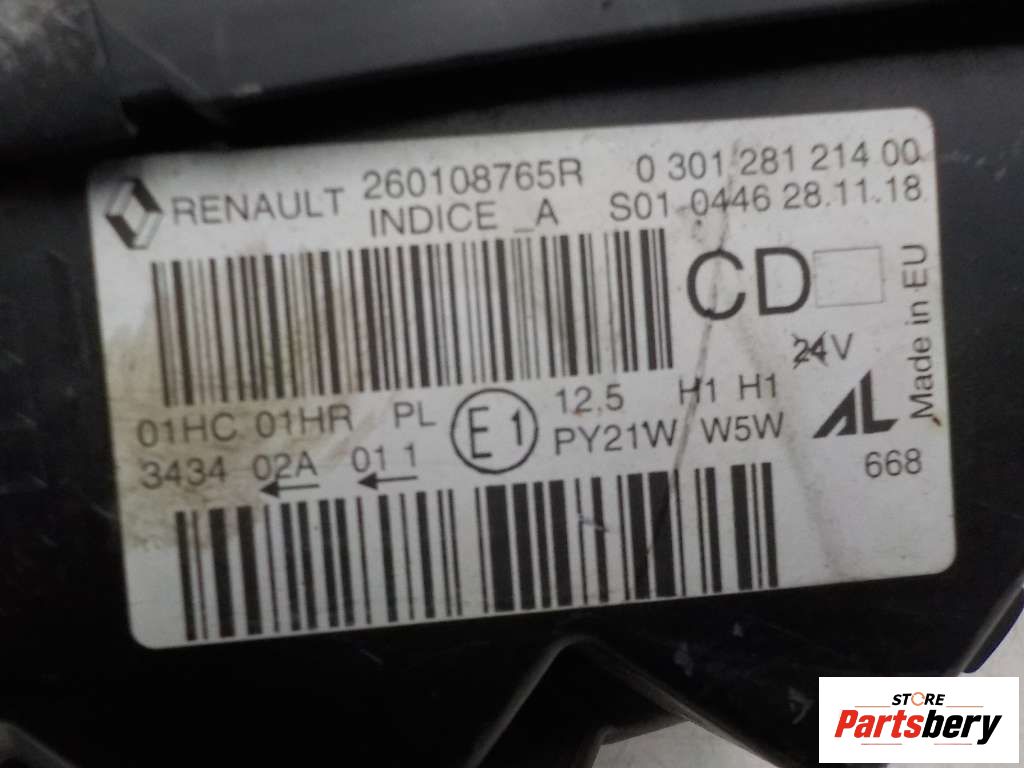 RENAULT 260108765R 0 301 281 214 00
INDICE _A S01 0446 28.11.18
CD
Made in EU
24V
01HC 01HR PL E1 12,5 H1 H1
3434 02A 01 1 PY21W W5W AL
668
STORE
Partsbery